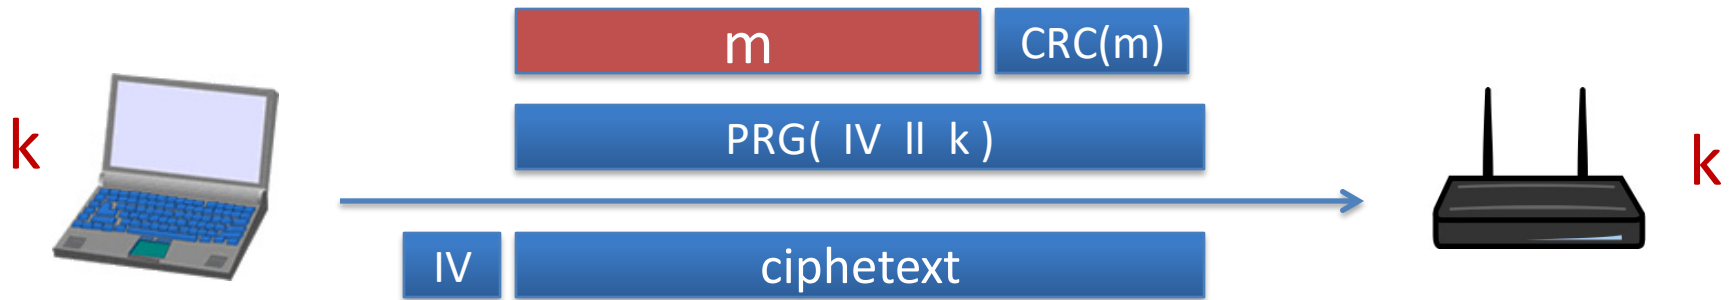 m CRC(m)
k PRG( IV ll k ) k
IV ciphetext